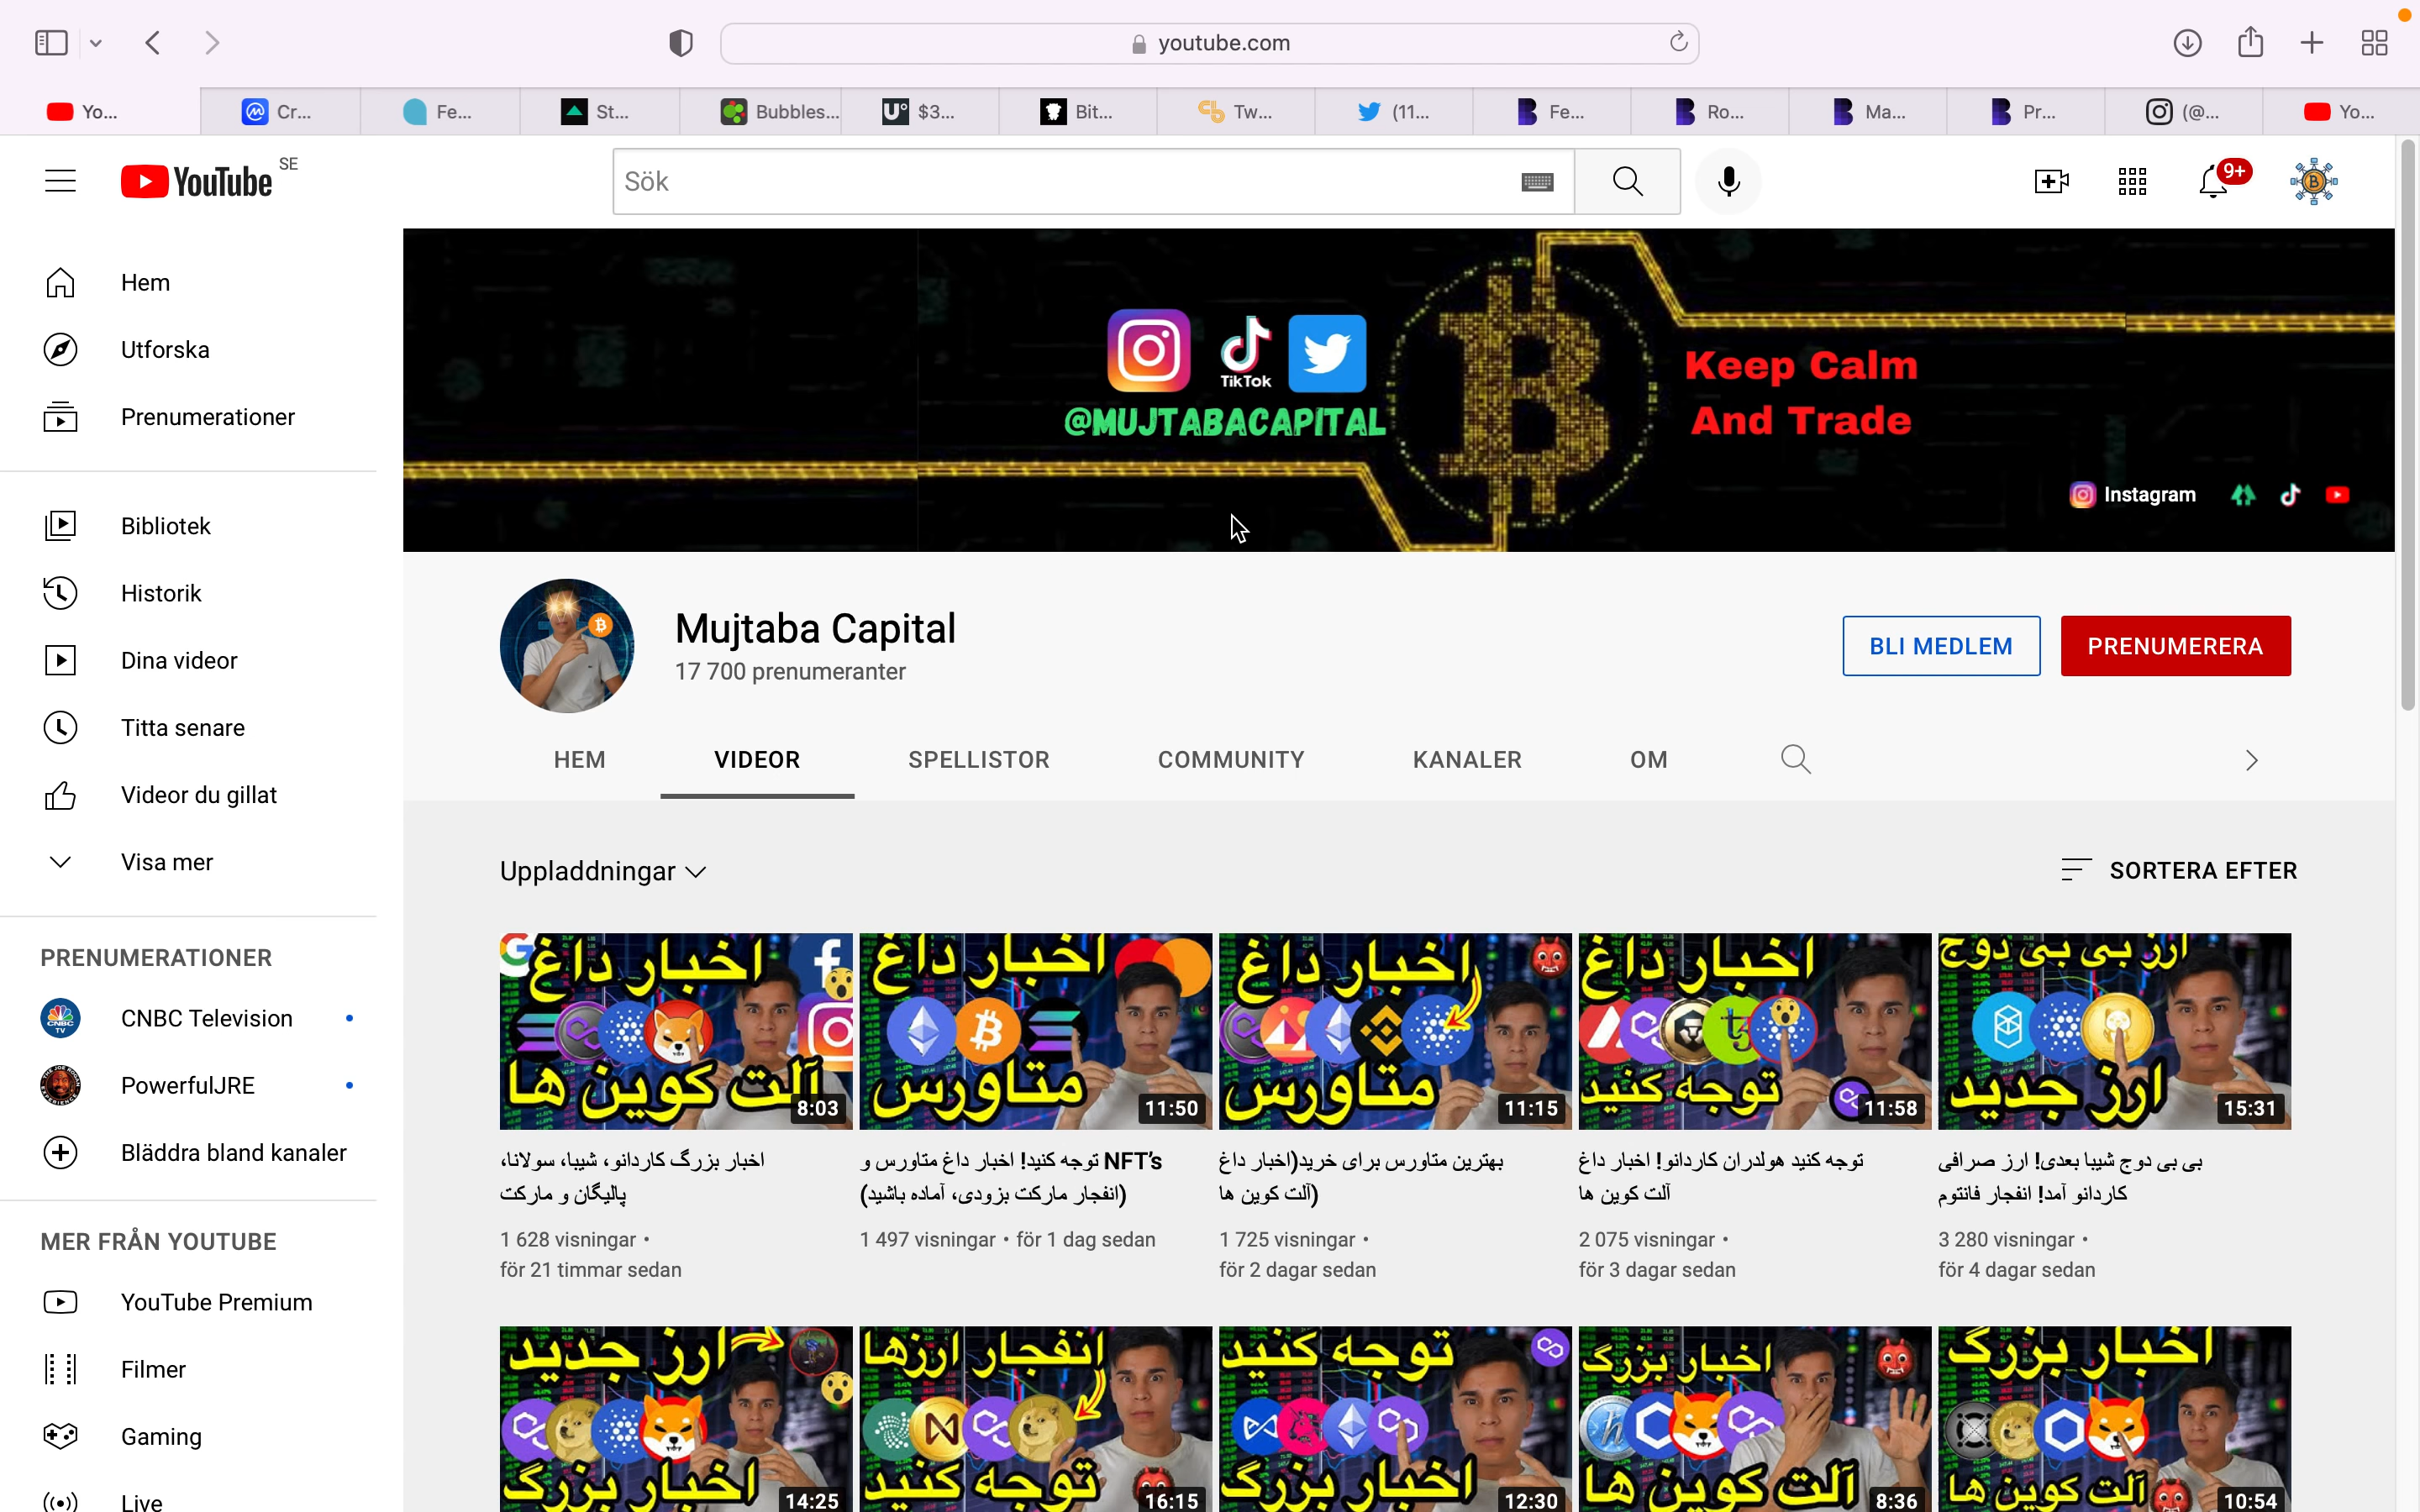 youtube.com
Yo...
Cr...
Fe...
St...
Bubbles...
$3...
Bit...
Tw...
(11...
Fe...
Ro...
Ma...
Pr...
(@...
Yo...
YouTube SE
Sök
9+
Hem
Utforska
Prenumerationer
Bibliotek
Historik
Dina videor
Titta senare
Videor du gillat
Visa mer
PRENUMERATIONER
CNBC Television
PowerfulJRE
Bläddra bland kanaler
MER FRÅN YOUTUBE
YouTube Premium
Filmer
Gaming
Live
TikTok
@MUJTABACAPITAL
Keep Calm
And Trade
Instagram
Mujtaba Capital
17 700 prenumeranter
BLI MEDLEM
PRENUMERERA
HEM
VIDEOR
SPELLISTOR
COMMUNITY
KANALER
OM
Uppladdningar
SORTERA EFTER
اخبار داغ
آلت کوین ها
8:03
اخبار بزرگ کاردانو، شیبا، سولانا،
پالیگان و مارکت
1 628 visningar •
för 21 timmar sedan
اخبار داغ
متاورس
11:50
توجه کنید! اخبار داغ متاورس و NFT’s
(انفجار مارکت بزودی، آماده باشید)
1 497 visningar • för 1 dag sedan
اخبار داغ
متاورس
11:15
بهترین متاورس برای خرید(اخبار داغ
آلت کوین ها)
1 725 visningar •
för 2 dagar sedan
اخبار داغ
توجه کنید
11:58
توجه کنید هولدران کاردانو! اخبار داغ
آلت کوین ها
2 075 visningar •
för 3 dagar sedan
ارز بی بی دوج
ارز جدید
15:31
بی بی دوج شیبا بعدی! ارز صرافی
کاردانو آمد! انفجار فانتوم
3 280 visningar •
för 4 dagar sedan
ارز جدید
اخبار بزرگ
14:25
انفجار ارزها
توجه کنید
16:15
توجه کنید
اخبار بزرگ
12:30
اخبار بزرگ
آلت کوین ها
8:36
اخبار بزرگ
آلت کوین ها
10:54